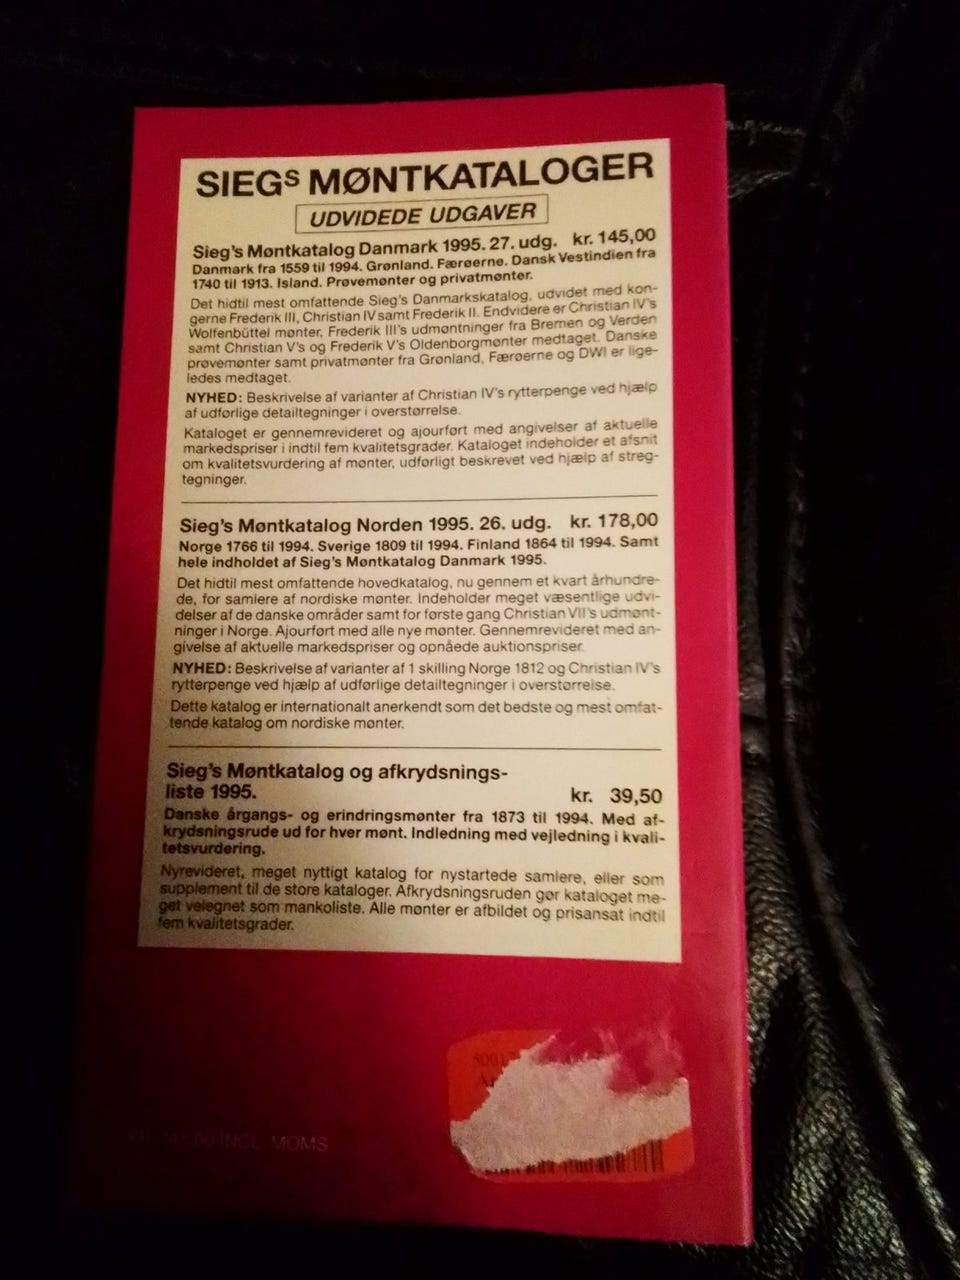 SIEGS MØNTKATALOGER
UDVIDEDE UDGAVER
Sieg's Møntkatalog Danmark 1995. 27. udg. kr. 145,00
Danmark fra 1559 til 1994. Grønland. Færøerne. Dansk Vestindien fra
1740 til 1913. Island. Prøvemønter og privatmønter.
Det hidtil mest omfattende Sieg's Danmarkskatalog, udvidet med kon-
gerne Frederik III, Christian IV samt Frederik II. Endvidere er Christian IV's
Wolfenbüttel mønter, Frederik III's udmøntninger fra Bremen og Verden
samt Christian V's og Frederik V's Oldenborgmønter medtaget. Danske
prøvemønter samt privatmønter fra Grønland, Færøerne og DWI er lige-
ledes medtaget.
NYHED: Beskrivelse af varianter af Christian IV's rytterpenge ved hjælp
af udførlige detailtegninger i overstørrelse.
Kataloget er gennemrevideret og ajourført med angivelser af aktuelle
markedspriser i indtil fem kvalitetsgrader. Kataloget indeholder et afsnit
om kvalitetsvurdering af mønter, udførligt beskrevet ved hjælp af streg-
tegninger.
Sieg's Møntkatalog Norden 1995. 26. udg. kr. 178,00
Norge 1766 til 1994. Sverige 1809 til 1994. Finland 1864 til 1994. Samt
hele indholdet af Sieg's Møntkatalog Danmark 1995.
Det hidtil mest omfattende hovedkatalog, nu gennem et kvart århundre-
de, for samlere af nordiske mønter. Indeholder meget væsentlige udvi-
delser af de danske områder samt for første gang Christian VII's udmønt-
ninger i Norge. Ajourført med alle nye mønter. Gennemrevideret med an-
givelse af aktuelle markedspriser og opnåede auktionspriser.
NYHED: Beskrivelse af varianter af 1 skilling Norge 1812 og Christian IV's
rytterpenge ved hjælp af udførlige detailtegninger i overstørrelse.
Dette katalog er internationalt anerkendt som det bedste og mest omfat-
tende katalog om nordiske mønter.
Sieg's Møntkatalog og afkrydsnings-
liste 1995. kr. 39,50
Danske årgangs- og erindringsmønter fra 1873 til 1994. Med af-
krydsningsrude ud for hver mønt. Indledning med vejledning i kvali-
tetsvurdering.
Nyrevideret, meget nyttigt katalog for nystartede samlere, eller som
supplement til de store kataloger. Afkrydsningsruden gør kataloget me-
get velegnet som mankoliste. Alle mønter er afbildet og prisansat indtil
fem kvalitetsgrader.
INCL. MOMS